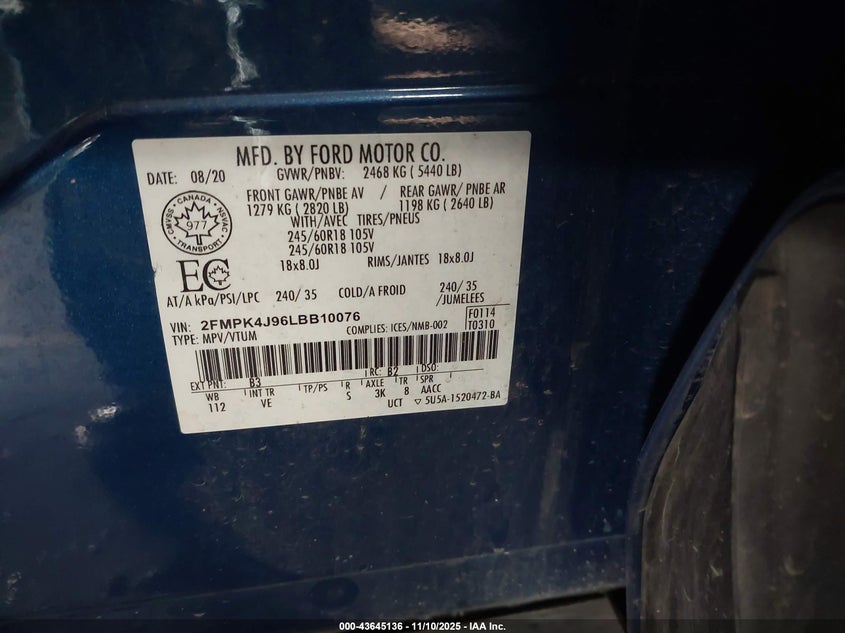 MFD. BY FORD MOTOR CO.
DATE: 08/20 GVWR/PNBV: 2468 KG ( 5440 LB)
FRONT GAWR/PNBE AV / REAR GAWR/ PNBE AR
1279 KG ( 2820 LB) 1198 KG ( 2640 LB)
WITH/AVEC TIRES/PNEUS
245/60R18 105V
245/60R18 105V
18x8.0J RIMS/JANTES 18x8.0J
CANADA
CMVSS NSVAC
977
TRANSPORT
EC
AT/A kPa/PSI/LPC 240/ 35 COLD/A FROID 240/ 35
/JUMELEES
VIN: 2FMPK4J96LBB10076 F0114
TYPE: MPV/VTUM COMPLIES: ICES/NMB-002 T0310
EXT PNT: B3 RC: B2 DSO:
WB INT TR TP/PS R AXLE TR SPR
112 VE S 3K 8 AACC
UCT ▽ 5U5A-1520472-BA
000-43645136 - 11/10/2025 - IAA Inc.